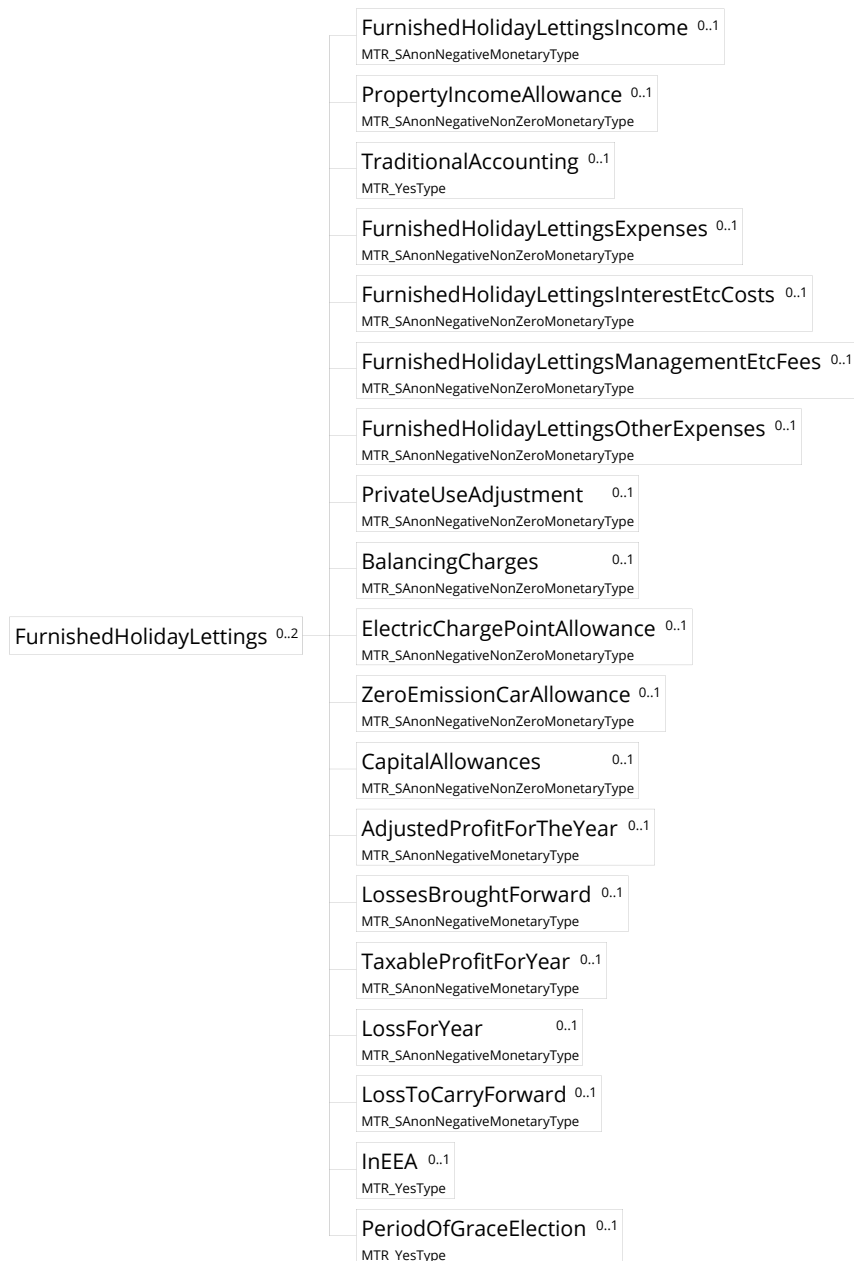 FurnishedHolidayLettingsIncome 0..1
MTR_SAnonNegativeMonetaryType
PropertyIncomeAllowance 0..1
MTR_SAnonNegativeNonZeroMonetaryType
TraditionalAccounting 0..1
MTR_YesType
FurnishedHolidayLettingsExpenses 0..1
MTR_SAnonNegativeNonZeroMonetaryType
FurnishedHolidayLettingsInterestEtcCosts 0..1
MTR_SAnonNegativeNonZeroMonetaryType
FurnishedHolidayLettingsManagementEtcFees 0..1
MTR_SAnonNegativeNonZeroMonetaryType
FurnishedHolidayLettingsOtherExpenses 0..1
MTR_SAnonNegativeNonZeroMonetaryType
PrivateUseAdjustment 0..1
MTR_SAnonNegativeNonZeroMonetaryType
BalancingCharges 0..1
MTR_SAnonNegativeNonZeroMonetaryType
FurnishedHolidayLettings 0..2
ElectricChargePointAllowance 0..1
MTR_SAnonNegativeNonZeroMonetaryType
ZeroEmissionCarAllowance 0..1
MTR_SAnonNegativeNonZeroMonetaryType
CapitalAllowances 0..1
MTR_SAnonNegativeNonZeroMonetaryType
AdjustedProfitForTheYear 0..1
MTR_SAnonNegativeMonetaryType
LossesBroughtForward 0..1
MTR_SAnonNegativeMonetaryType
TaxableProfitForYear 0..1
MTR_SAnonNegativeMonetaryType
LossForYear 0..1
MTR_SAnonNegativeMonetaryType
LossToCarryForward 0..1
MTR_SAnonNegativeMonetaryType
InEEA 0..1
MTR_YesType
PeriodOfGraceElection 0..1
MTR_YesType